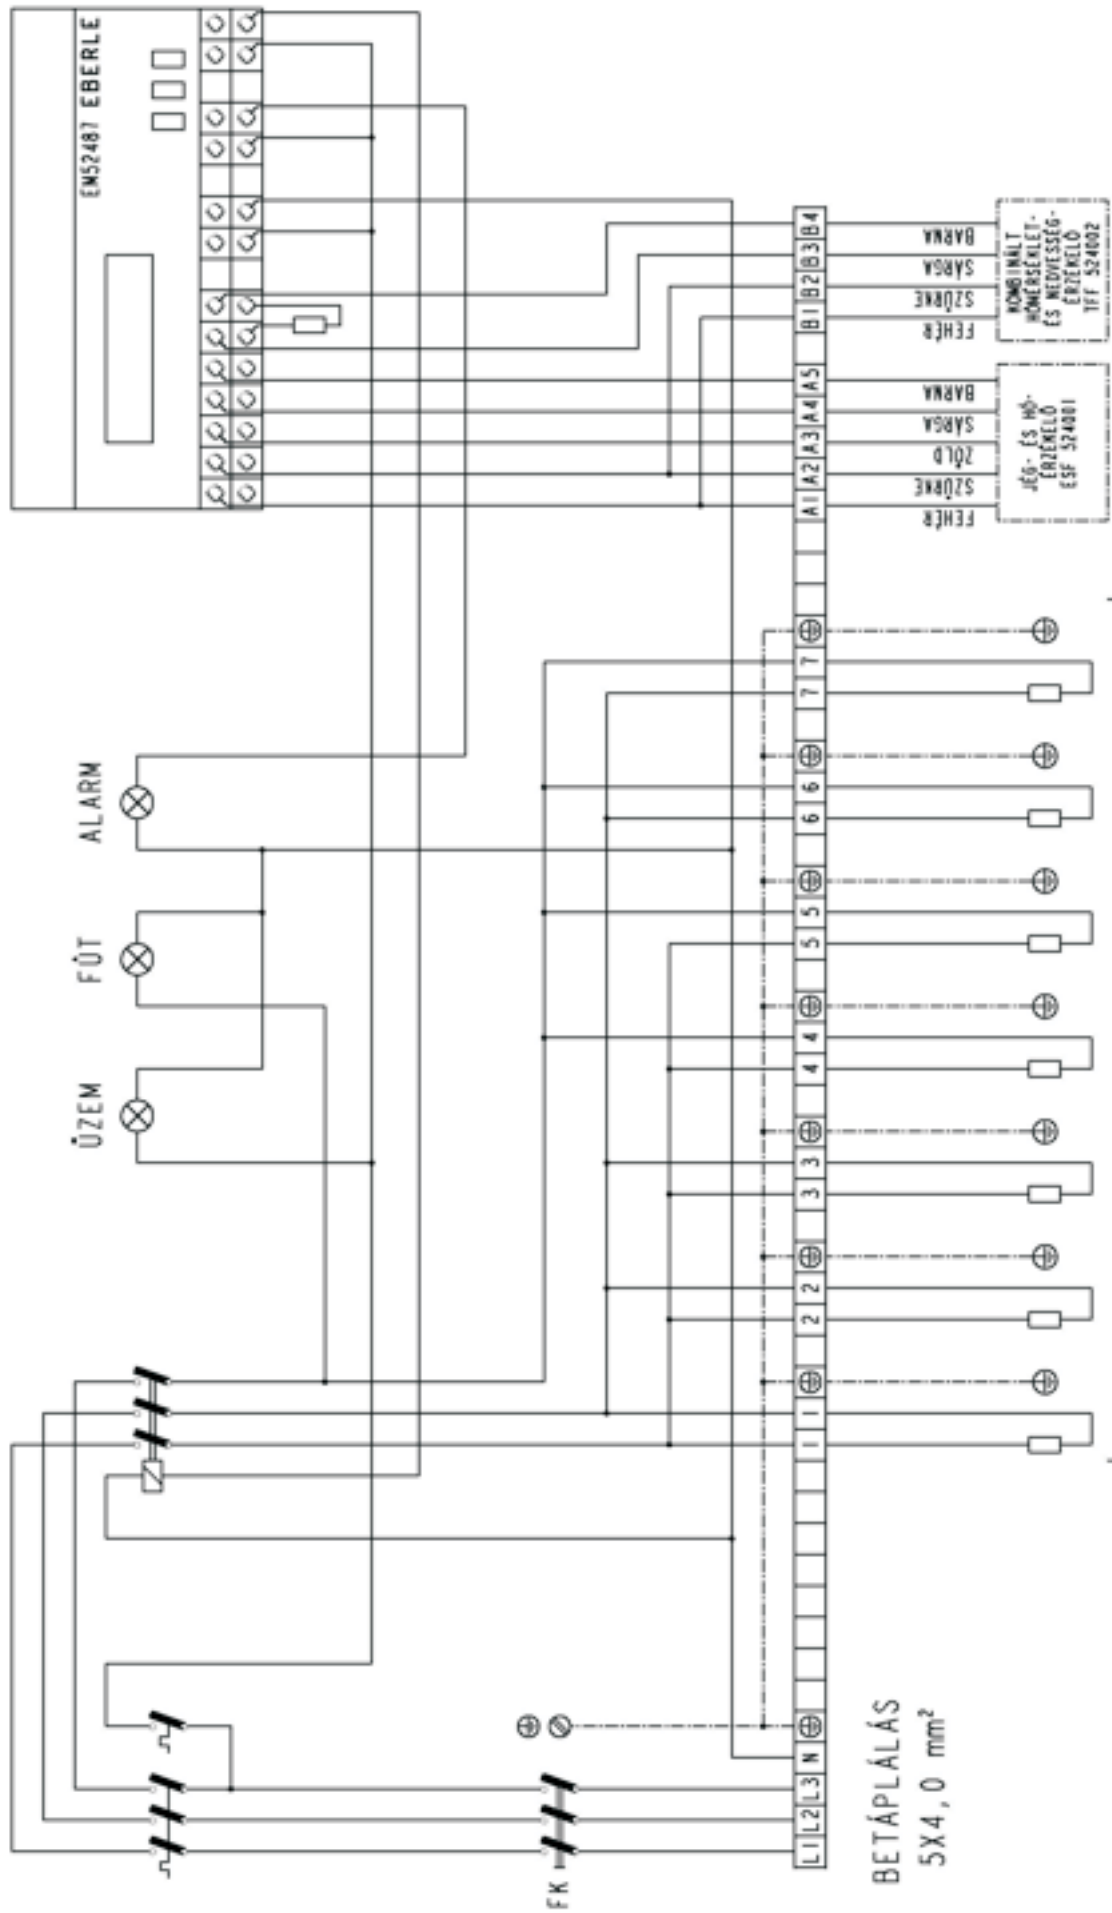 EM52487 EBERLE
ALARM
FŰT
ÜZEM
FK
BETÁPLÁLÁS
5X4,0 mm²
L1 L2 L3 N
1 1
2 2
3 3
4 4
5 5
6 6
7 7
A1 A2 A3 A4 A5
B1 B2 B3 B4
FEHÉR
SZÜRKE
ZÖLD
SÁRGA
BARNA
FEHÉR
SZÜRKE
SÁRGA
BARNA
JÉG- ÉS HŐ-
ÉRZÉKELŐ
ESF 524001
KOMBINÁLT
HŐMÉRSÉKLET-
ÉS NEDVESSÉG-
ÉRZÉKELŐ
TFF 524002